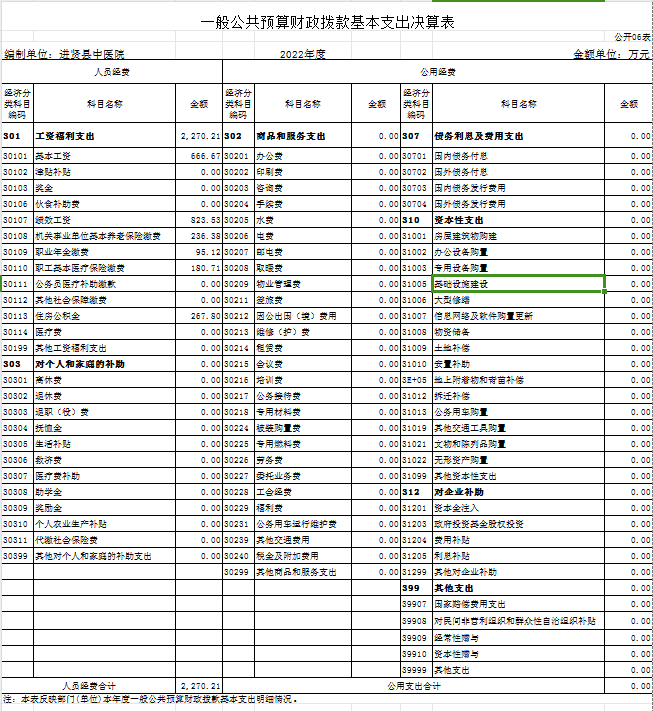 一般公共预算财政拨款基本支出决算表
公开06表
编制单位：进贤县中医院 2022年度 金额单位：万元
人员经费 公用经费
经济分类科目编码 科目名称 金额 经济分类科目编码 科目名称 金额 经济分类科目编码 科目名称 金额
301 工资福利支出 2,270.21 302 商品和服务支出 0.00 307 债务利息及费用支出 0.00
30101 基本工资 666.67 30201 办公费 0.00 30701 国内债务付息 0.00
30102 津贴补贴 0.00 30202 印刷费 0.00 30702 国外债务付息 0.00
30103 奖金 0.00 30203 咨询费 0.00 30703 国内债务发行费用 0.00
30106 伙食补助费 0.00 30204 手续费 0.00 30704 国外债务发行费用 0.00
30107 绩效工资 823.53 30205 水费 0.00 310 资本性支出 0.00
30108 机关事业单位基本养老保险缴费 236.38 30206 电费 0.00 31001 房屋建筑物购建 0.00
30109 职业年金缴费 95.12 30207 邮电费 0.00 31002 办公设备购置 0.00
30110 职工基本医疗保险缴费 180.71 30208 取暖费 0.00 31003 专用设备购置 0.00
30111 公务员医疗补助缴款 0.00 30209 物业管理费 0.00 31005 基础设施建设 0.00
30112 其他社会保障缴费 0.00 30211 差旅费 0.00 31006 大型修缮 0.00
30113 住房公积金 267.80 30212 因公出国（境）费用 0.00 31007 信息网络及软件购置更新 0.00
30114 医疗费 0.00 30213 维修（护）费 0.00 31008 物资储备 0.00
30199 其他工资福利支出 0.00 30214 租赁费 0.00 31009 土地补偿 0.00
303 对个人和家庭的补助 0.00 30215 会议费 0.00 31010 安置补助 0.00
30301 离休费 0.00 30216 培训费 0.00 3E+05 地上附着物和青苗补偿 0.00
30302 退休费 0.00 30217 公务接待费 0.00 31012 拆迁补偿 0.00
30303 退职（役）费 0.00 30218 专用材料费 0.00 31013 公务用车购置 0.00
30304 抚恤金 0.00 30224 被装购置费 0.00 31019 其他交通工具购置 0.00
30305 生活补贴 0.00 30225 专用燃料费 0.00 31021 文物和陈列品购置 0.00
30306 救济费 0.00 30226 劳务费 0.00 31022 无形资产购置 0.00
30307 医疗费补助 0.00 30227 委托业务费 0.00 31099 其他资本性支出 0.00
30308 助学金 0.00 30228 工会经费 0.00 312 对企业补助 0.00
30309 奖励金 0.00 30229 福利费 0.00 31201 资本金注入 0.00
30310 个人农业生产补贴 0.00 30231 公务用车运行维护费 0.00 31203 政府投资基金股权投资 0.00
30311 代缴社会保险费 0.00 30239 其他交通费用 0.00 31204 费用补贴 0.00
30399 其他对个人和家庭的补助支出 0.00 30240 税金及附加费用 0.00 31205 利息补贴 0.00
30299 其他商品和服务支出 0.00 31299 其他对企业补助 0.00
399 其他支出 0.00
39907 国家赔偿费用支出 0.00
39908 对民间非营利组织和群众性自治组织补贴 0.00
39909 经常性赠与 0.00
39910 资本性赠与 0.00
39999 其他支出 0.00
人员经费合计 2,270.21 公用支出合计 0.00
注：本表反映部门(单位)本年度一般公共预算财政拨款基本支出明细情况。